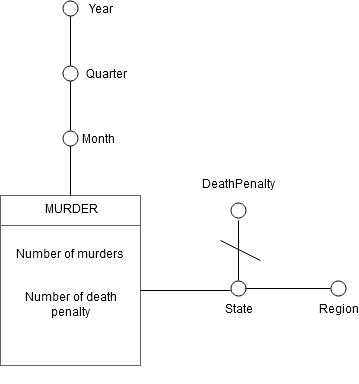 Year
Quarter
Month
MURDER
Number of murders
Number of death
penalty
DeathPenalty
State
Region